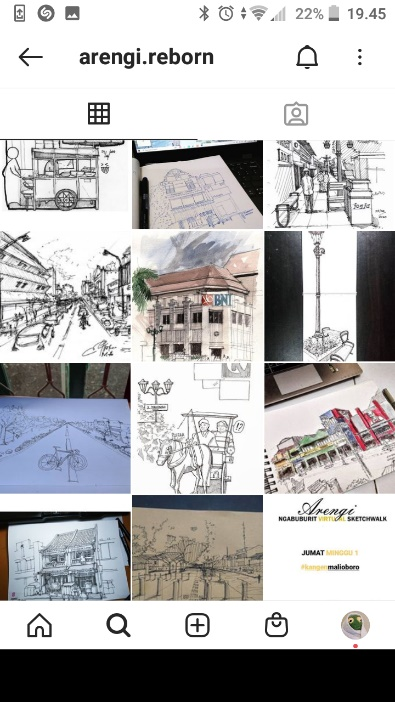 22% 19.45
arengi.reborn
BNI
Arengi
NGABUBURIT VIRTUAL SKETCHWALK
JUMAT MINGGU 1
#kangenmalioboro